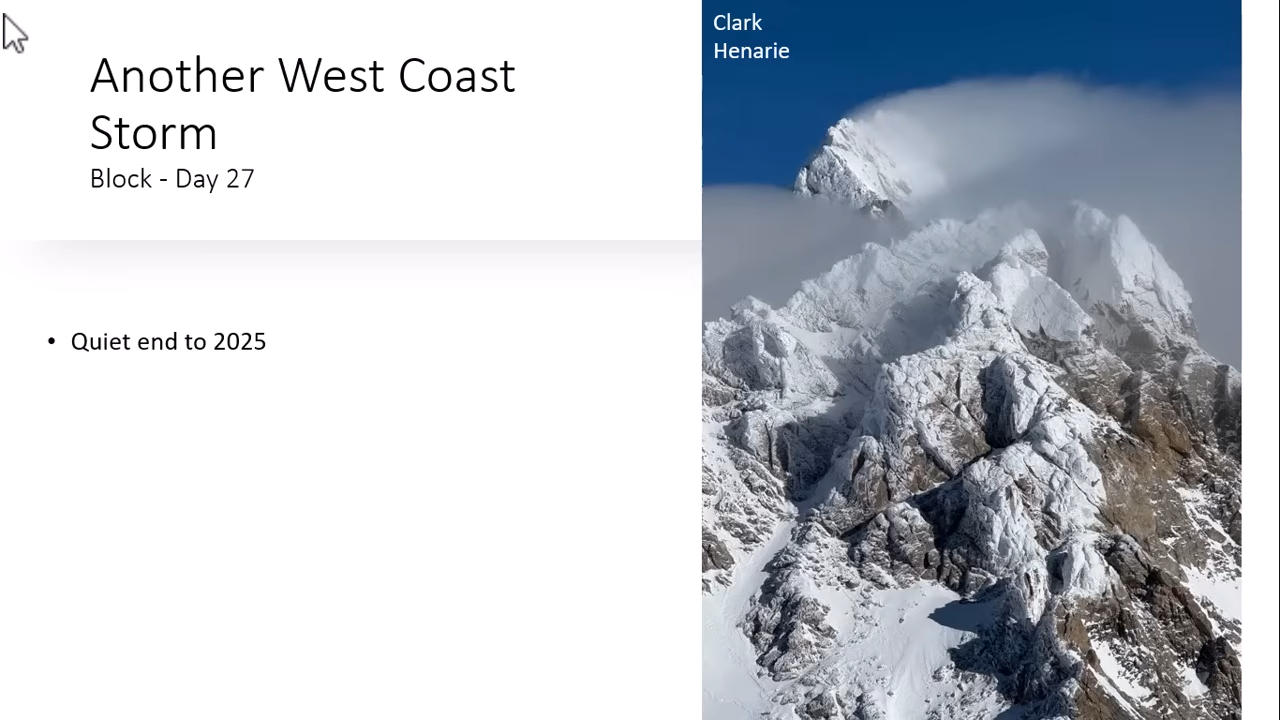 Another West Coast
Storm
Block - Day 27
• Quiet end to 2025
Clark
Henarie